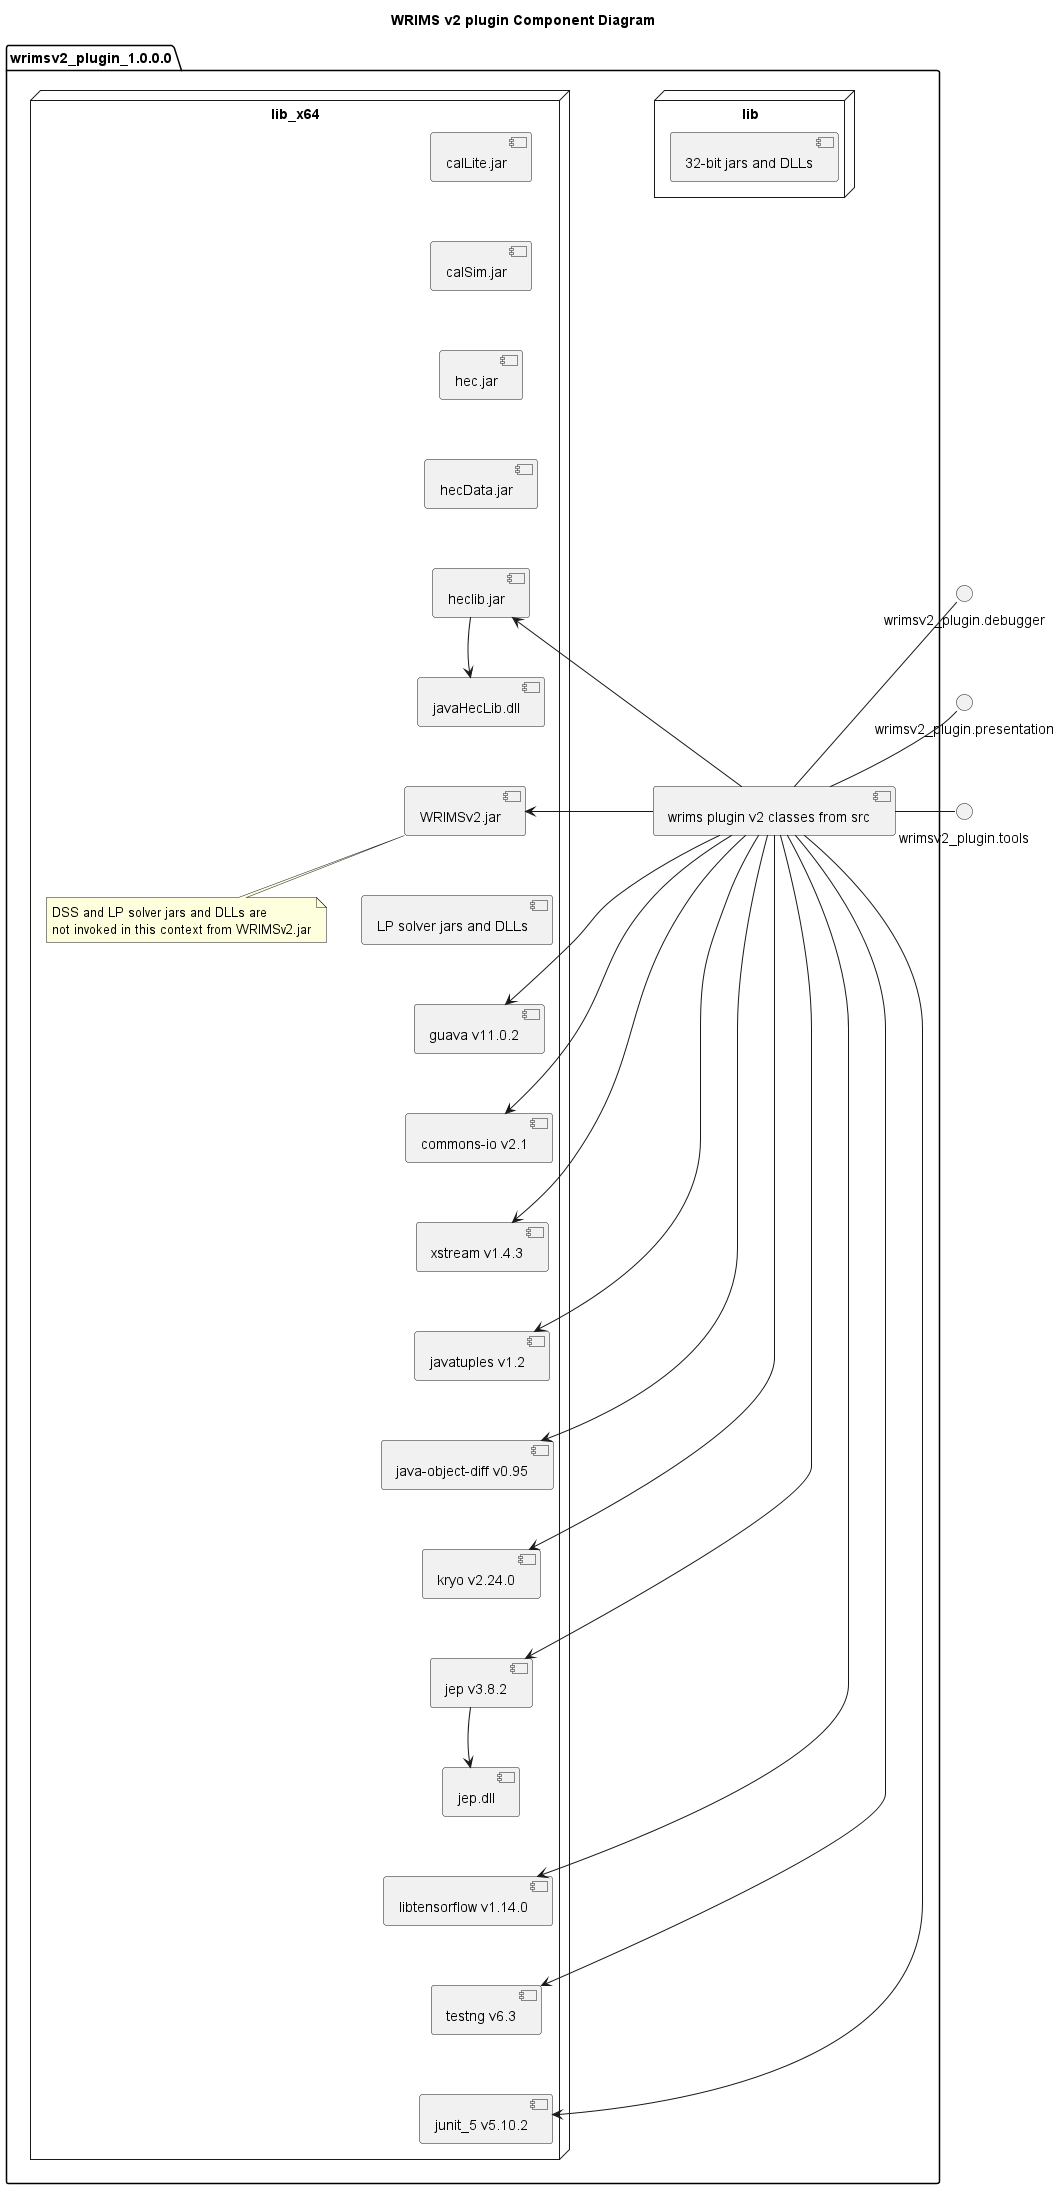 WRIMS v2 plugin Component Diagram
wrimsv2_plugin_1.0.0.0
lib_x64
lib
calLite.jar
32-bit jars and DLLs
calSim.jar
hec.jar
hecData.jar
heclib.jar
wrimsv2_plugin.debugger
javaHecLib.dll
wrimsv2_plugin.presentation
WRIMSv2.jar
wrims plugin v2 classes from src
wrimsv2_plugin.tools
DSS and LP solver jars and DLLs are
not invoked in this context from WRIMSv2.jar
LP solver jars and DLLs
guava v11.0.2
commons-io v2.1
xstream v1.4.3
javatuples v1.2
java-object-diff v0.95
kryo v2.24.0
jep v3.8.2
jep.dll
libtensorflow v1.14.0
testng v6.3
junit_5 v5.10.2